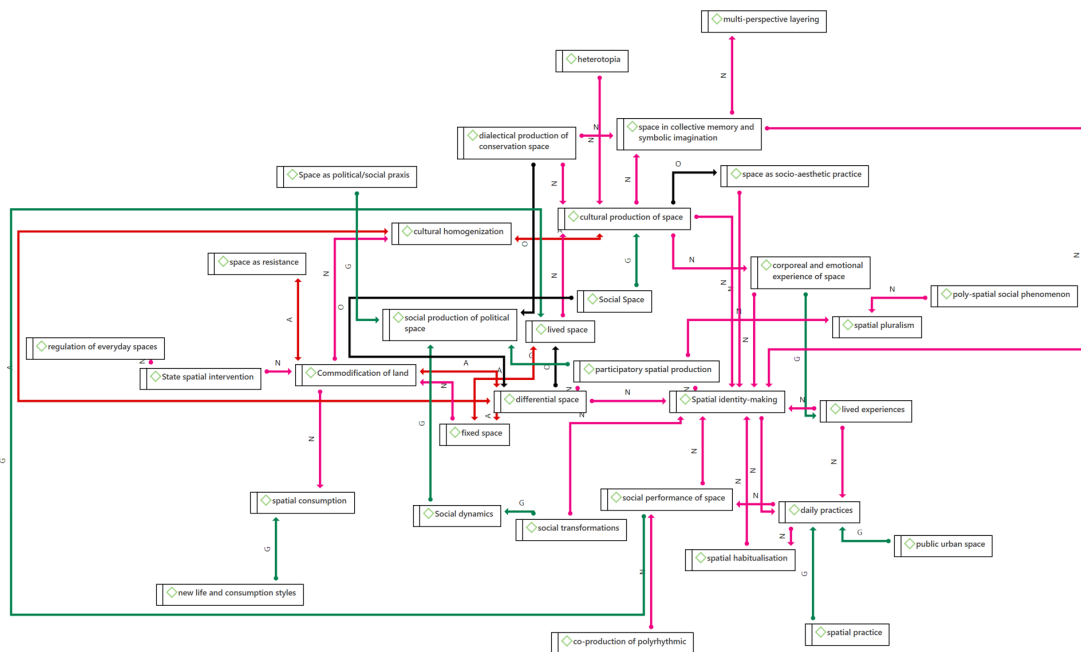 multi-perspective layering
heterotopia
N
dialectical production of
conservation space
N
N
space in collective memory and
symbolic imagination
O
Space as political/social praxis
N
N
space as socio-aesthetic practice
cultural production of space
cultural homogenization
A
O
G
N
N
space as resistance
G
N
N
corporeal and emotional
experience of space
N
N
N
poly-spatial social phenomenon
Social Space
O
A
social production of political
space
lived space
N
spatial pluralism
regulation of everyday spaces
N
State spatial intervention
N
Commodification of land
A
A
G
O
participatory spatial production
N
G
A
N
differential space
N
N
N
Spatial identity-making
N
lived experiences
A
N
fixed space
G
N
N
N
N
N
spatial consumption
Social dynamics
G
social transformations
social performance of space
N
daily practices
G
G
N
spatial habitualisation
N
G
public urban space
new life and consumption styles
N
G
co-production of polyrhythmic
spatial practice